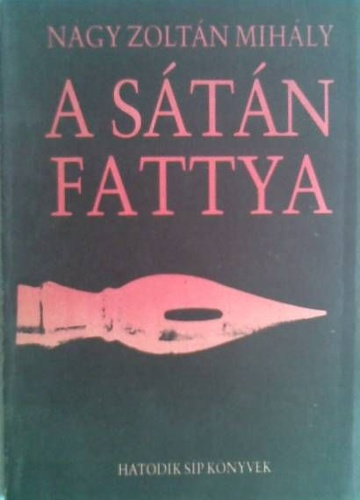 NAGY ZOLTÁN MIHÁLY
A SÁTÁN
FATTYA
HATODIK SÍP KÖNYVEK